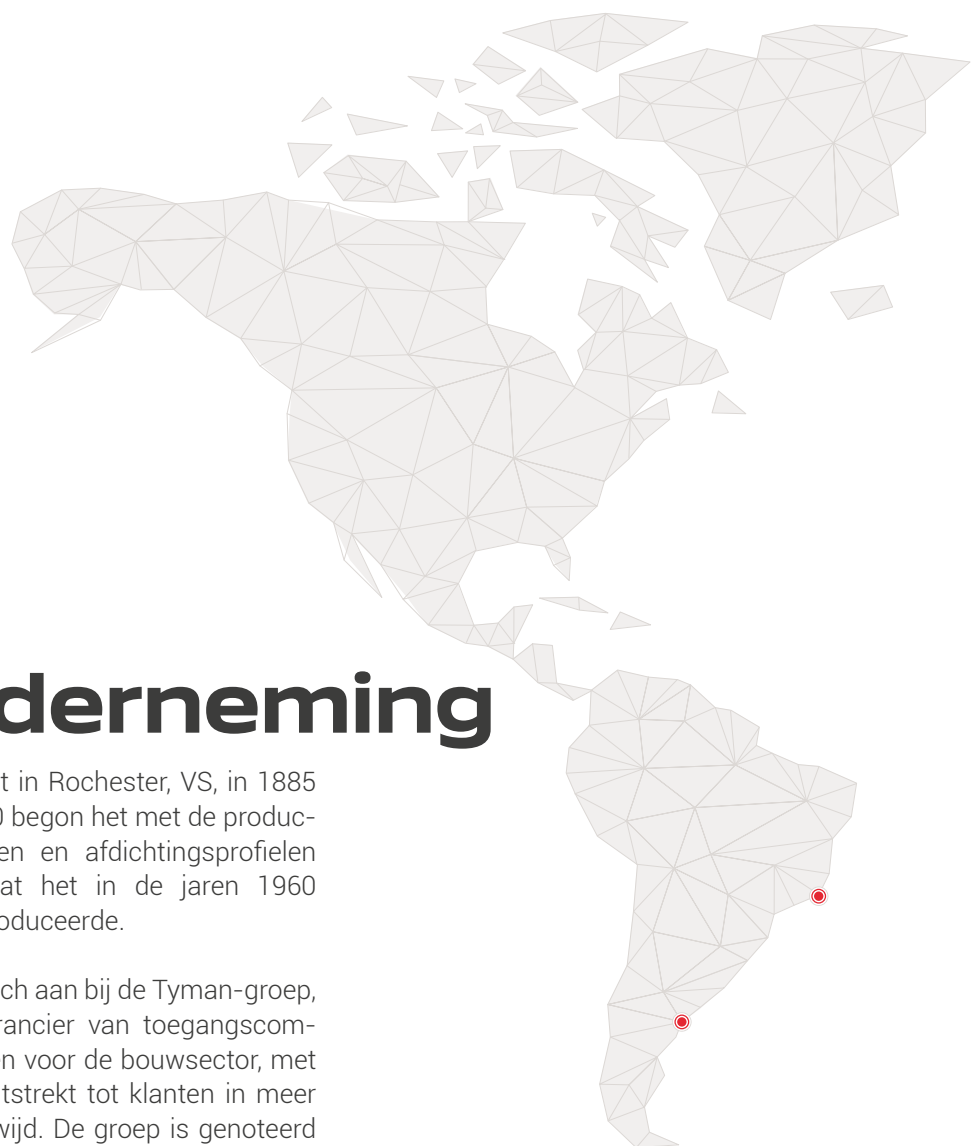 derneming
t in Rochester, VS, in 1885
0 begon het met de produc-
en en afdichtingsprofielen
at het in de jaren 1960
oduceerde.
ch aan bij de Tyman-groep,
rancier van toegangscom-
n voor de bouwsector, met
tstrekt tot klanten in meer
wijd. De groep is genoteerd